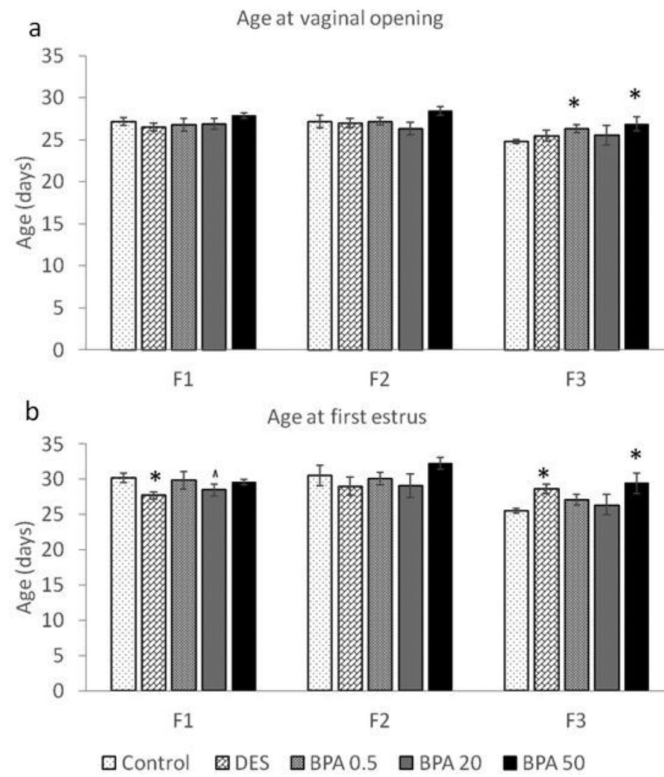 a
Age at vaginal opening
35
30
25
20
15
10
5
0
Age (days)
* *
F1 F2 F3
b
Age at first estrus
35
30
25
20
15
10
5
0
Age (days)
* ^ * *
F1 F2 F3
Control DES BPA 0.5 BPA 20 BPA 50